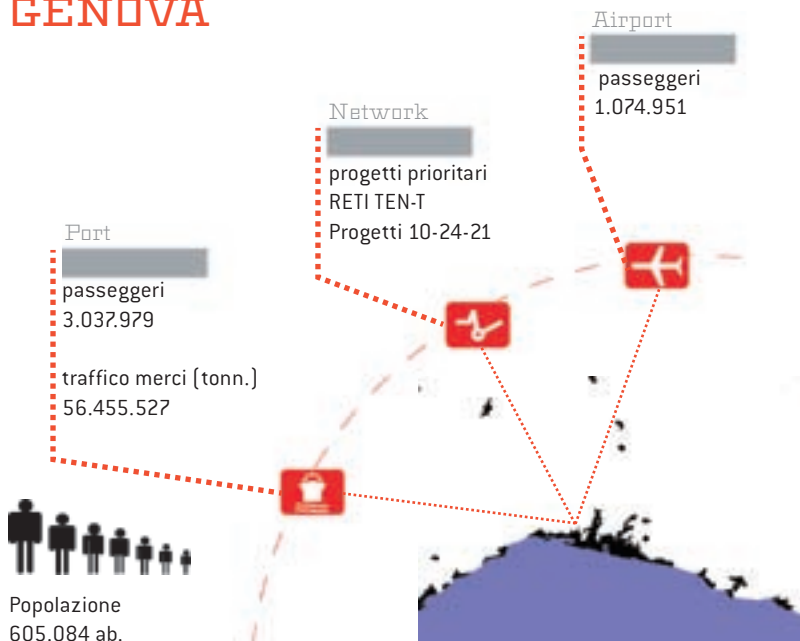 GENOVA
Airport
passeggeri
1.074.951
Network
progetti prioritari
RETI TEN-T
Progetti 10-24-21
Port
passeggeri
3.037.979
traffico merci (tonn.)
56.455.527
Popolazione
605.084 ab.